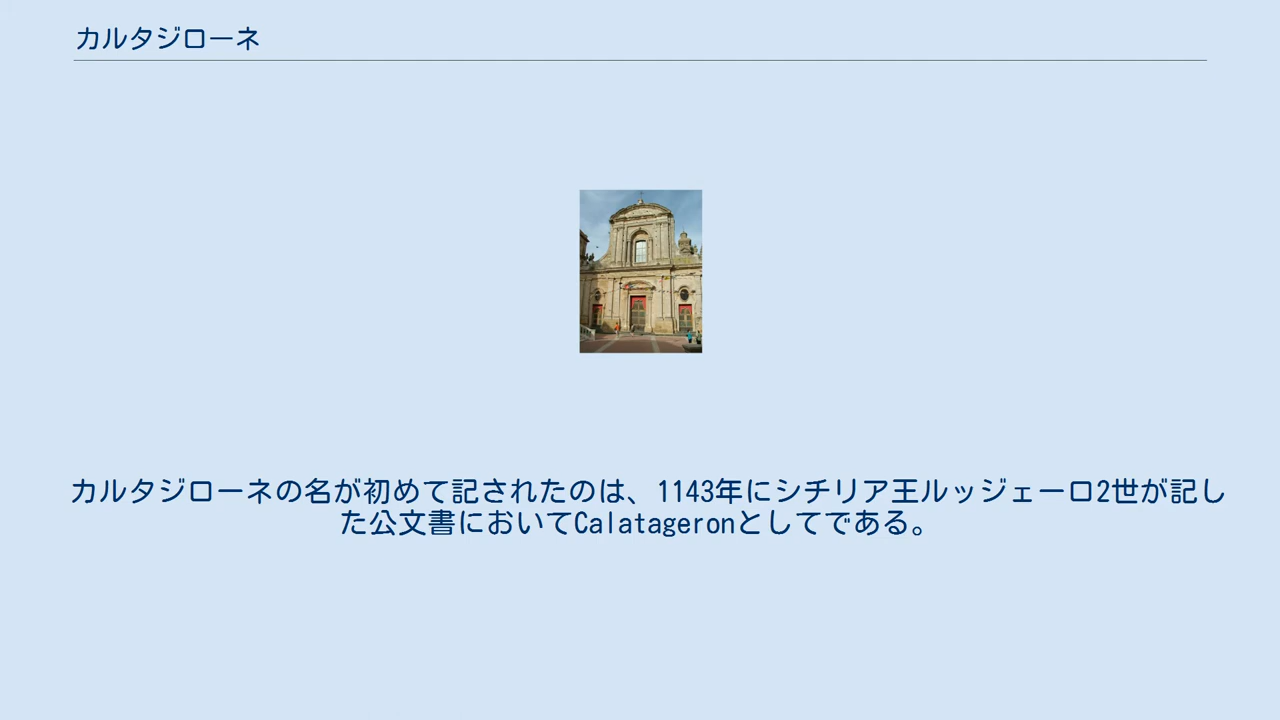 カルタジローネ
カルタジローネの名が初めて記されたのは、1143年にシチリア王ルッジェーロ2世が記し
た公文書においてCalatageronとしてである。